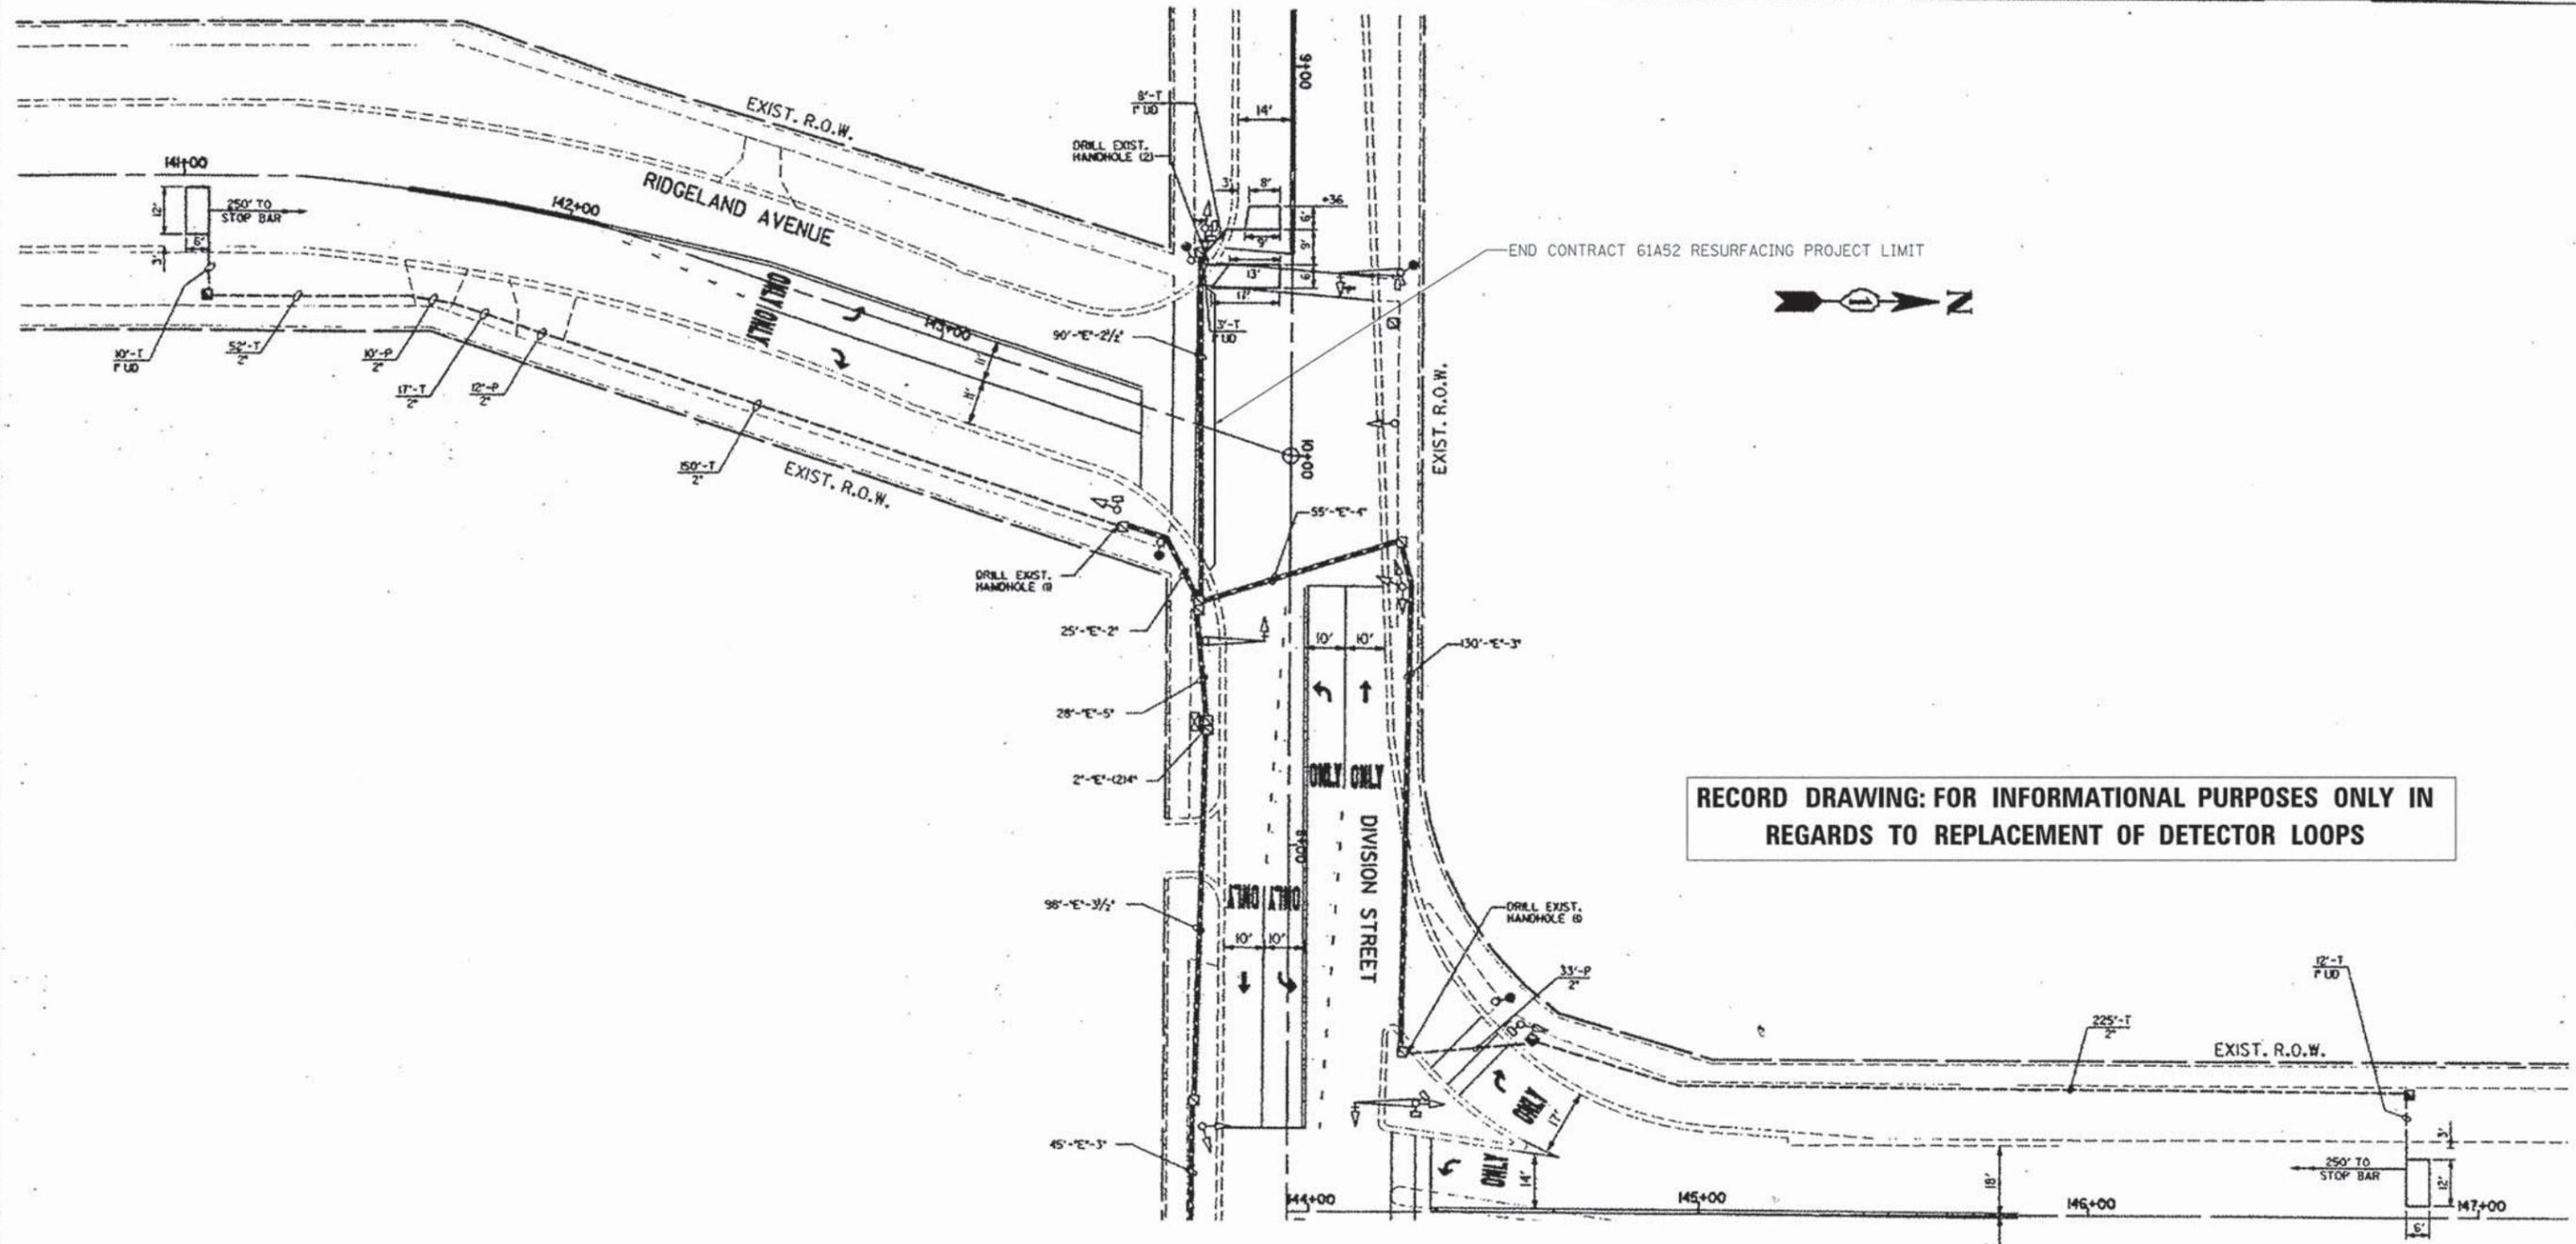 EXIST. R.O.W.
8'-T
1" UD
14'
9+00
DRILL EXIST.
HANDHOLE (2)
141+00
RIDGELAND AVENUE
142+00
3'
8'
+36
12'
250' TO
STOP BAR
6'
3'
6'
9'
9'
6'
13'
17'
END CONTRACT 61A52 RESURFACING PROJECT LIMIT
N
ONLY ONLY
143+00
3'-T
1" UD
90'-"E"-2½"
10'-T
1" UD
52'-T
2"
10'-P
2"
17'-T
2"
12'-P
2"
11'
11'
EXIST. R.O.W.
10+00
150'-T
2"
EXIST. R.O.W.
55'-"E"-4"
DRILL EXIST.
HANDHOLE (1)
25'-"E"-2"
10' 10'
130'-"E"-3"
28'-"E"-5"
2"-"E"-(2)4"
ONLY ONLY
RECORD DRAWING: FOR INFORMATIONAL PURPOSES ONLY IN
REGARDS TO REPLACEMENT OF DETECTOR LOOPS
DIVISION STREET
98'-"E"-3½"
ONLY ONLY
10' 10'
DRILL EXIST.
HANDHOLE (1)
33'-P
2"
12'-T
1" UD
225'-T
2"
EXIST. R.O.W.
ONLY
17'
45'-"E"-3"
ONLY
14'
18'
3'
250' TO
STOP BAR
12'
144+00
145+00
146+00
147+00
6'